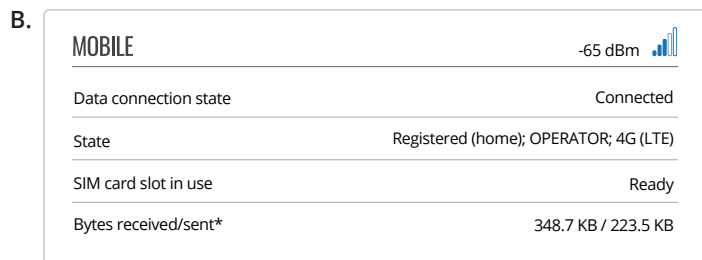 B.
MOBILE -65 dBm
Data connection state Connected
State Registered (home); OPERATOR; 4G (LTE)
SIM card slot in use Ready
Bytes received/sent* 348.7 KB / 223.5 KB